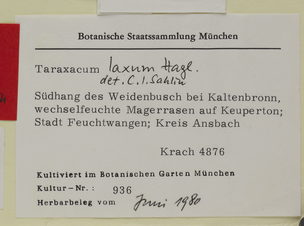 Botanische Staatssammlung München
Taraxacum laxum Hagl.
det. C.I. Sahlin
Südhang des Weidenbusch bei Kaltenbronn,
wechselfeuchte Magerrasen auf Keuperton;
Stadt Feuchtwangen; Kreis Ansbach
Krach 4876
Kultiviert im Botanischen Garten München
Kultur-Nr.: 936
Herbarbeleg vom Juni 1980